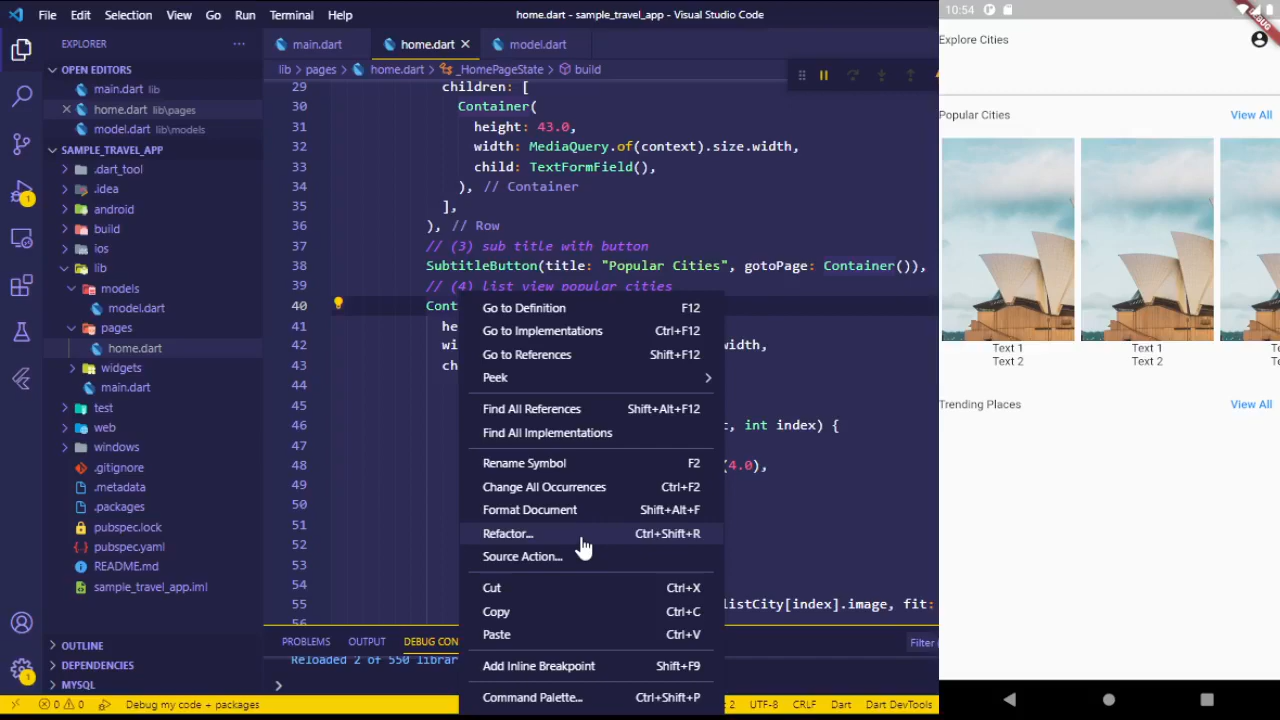 File Edit Selection View Go Run Terminal Help
home.dart - sample_travel_app - Visual Studio Code
EXPLORER
OPEN EDITORS
main.dart lib
home.dart lib\pages
model.dart lib\models
SAMPLE_TRAVEL_APP
.dart_tool
.idea
android
build
ios
lib
models
model.dart
pages
home.dart
widgets
main.dart
test
web
windows
.gitignore
.metadata
.packages
pubspec.lock
pubspec.yaml
README.md
sample_travel_app.iml
OUTLINE
DEPENDENCIES
MYSQL
1
1
main.dart
home.dart
model.dart
lib > pages > home.dart > _HomePageState > build
29 children: [
30 Container(
31 height: 43.0,
32 width: MediaQuery.of(context).size.width,
33 child: TextFormField(),
34 ), // Container
35 ],
36 ), // Row
37 // (3) sub title with button
38 SubtitleButton(title: "Popular Cities", gotoPage: Container()),
39 // (4) list view popular cities
40 Cont
41 he
42 wi dth,
43 ch
44
45
46 t, int index) {
47
48 (4.0),
49
50
51
52
53
54
55 listCity[index].image, fit:
56
Go to Definition F12
Go to Implementations Ctrl+F12
Go to References Shift+F12
Peek
Find All References Shift+Alt+F12
Find All Implementations
Rename Symbol F2
Change All Occurrences Ctrl+F2
Format Document Shift+Alt+F
Refactor... Ctrl+Shift+R
Source Action...
Cut Ctrl+X
Copy Ctrl+C
Paste Ctrl+V
Add Inline Breakpoint Shift+F9
Command Palette... Ctrl+Shift+P
PROBLEMS OUTPUT DEBUG CON
Filter
Reloaded 2 of 550 librar
0 0 Debug my code + packages
2 UTF-8 CRLF Dart Dart DevTools
10:54
DEBUG
Explore Cities
Popular Cities View All
Text 1
Text 2
Text 1
Text 2
Te
Te
Trending Places View All